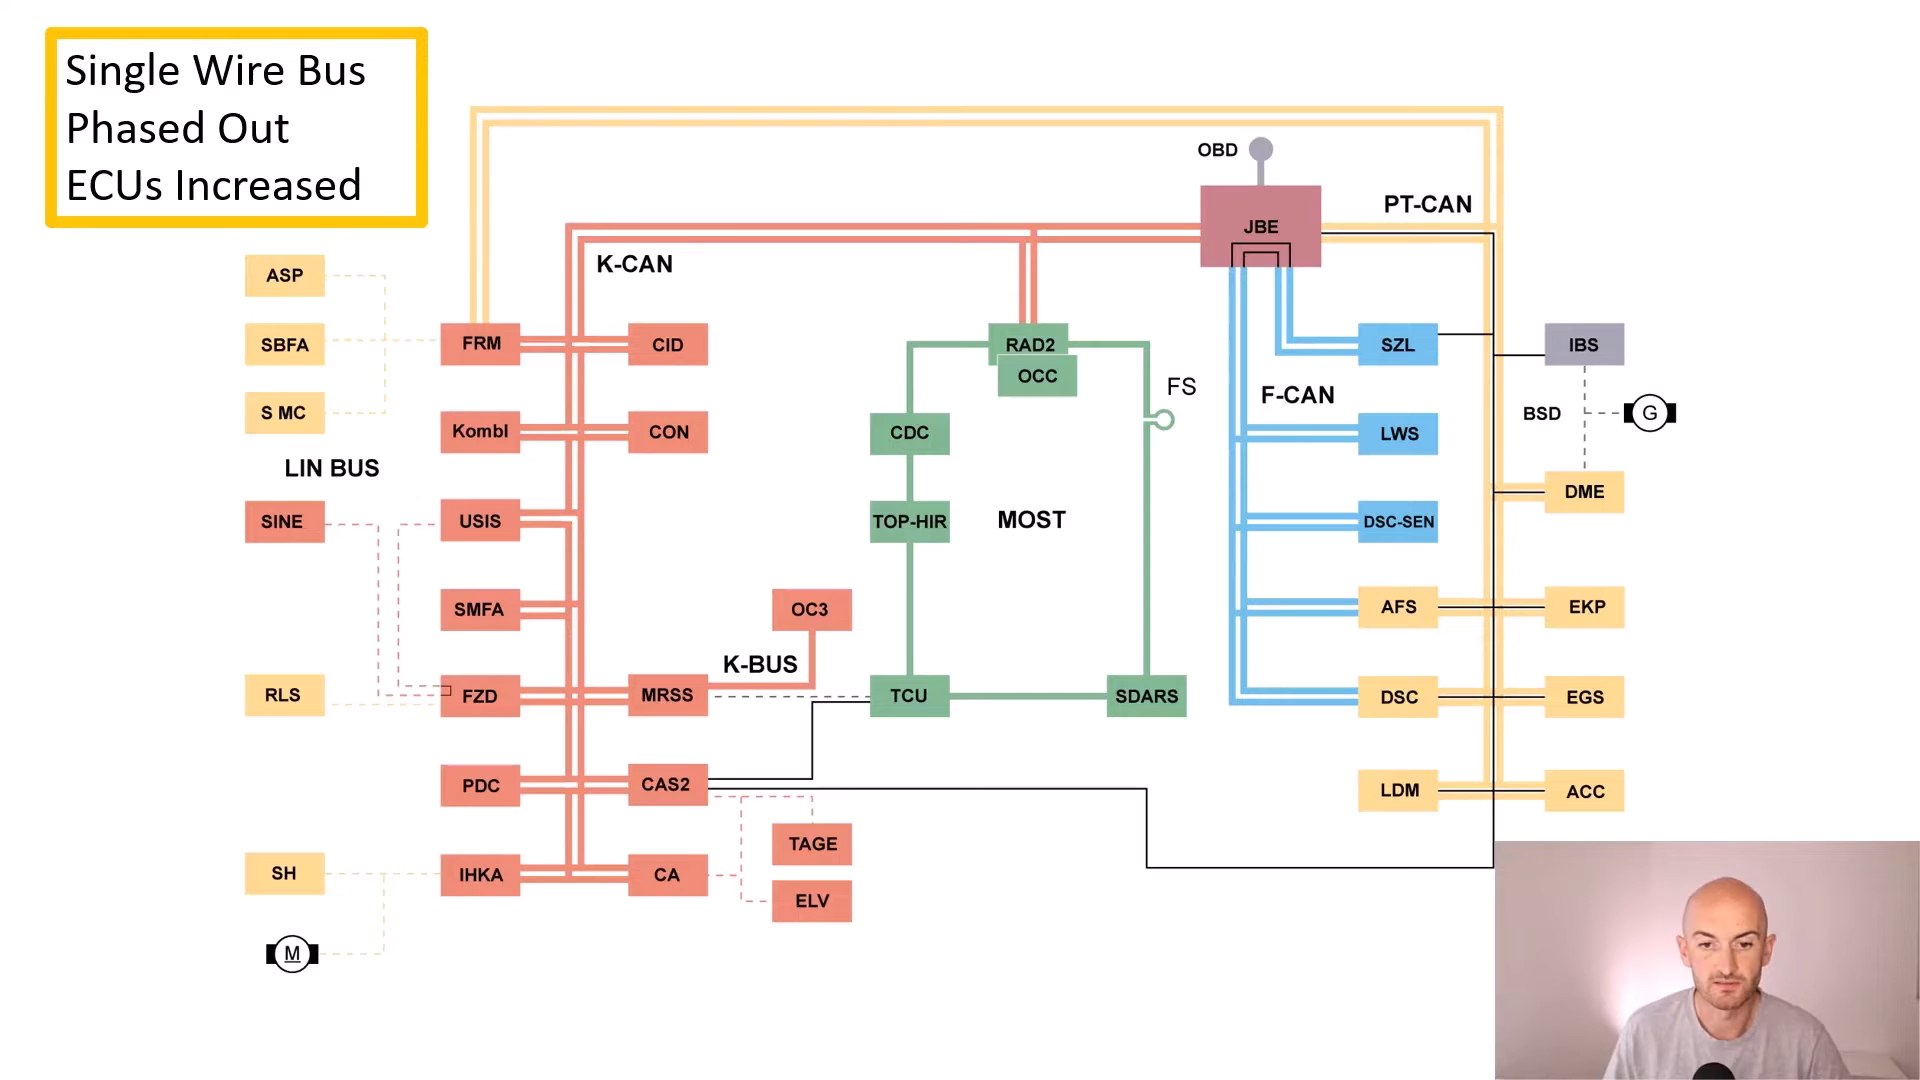 Single Wire Bus
Phased Out
ECUs Increased
OBD
JBE
PT-CAN
K-CAN
ASP
SBFA
S MC
LIN BUS
SINE
RLS
SH
M
FRM
KombI
USIS
SMFA
FZD
PDC
IHKA
CID
CON
MRSS
CAS2
CA
OC3
K-BUS
TAGE
ELV
RAD2
OCC
CDC
TOP-HIR
MOST
TCU
SDARS
FS
F-CAN
SZL
LWS
DSC-SEN
AFS
DSC
LDM
IBS
BSD
G
DME
EKP
EGS
ACC